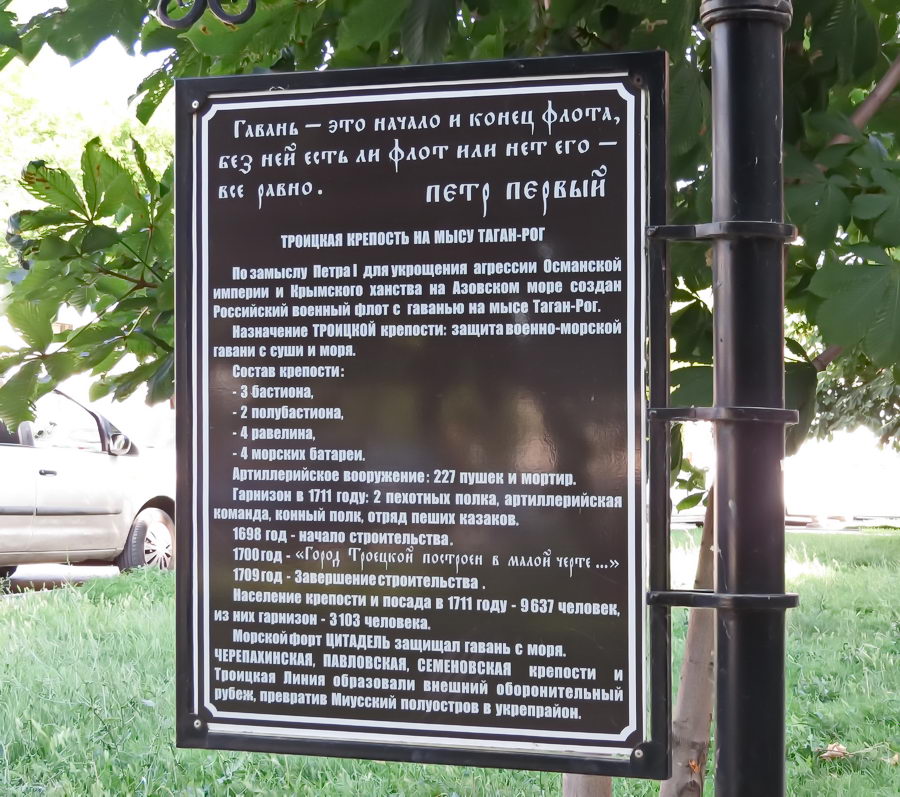 Гавань – это начало и конец флота,
без ней есть ли флот или нет его –
все равно.
ПЕТР ПЕРВЫЙ
ТРОИЦКАЯ КРЕПОСТЬ НА МЫСУ ТАГАН-РОГ
По замыслу Петра I для укрощения агрессии Османской
империи и Крымского ханства на Азовском море создан
Российский военный флот с гаванью на мысе Таган-Рог.
Назначение ТРОИЦКОЙ крепости: защита военно-морской
гавани с суши и моря.
Состав крепости:
- 3 бастиона,
- 2 полубастиона,
- 4 равелина,
- 4 морских батареи.
Артиллерийское вооружение: 227 пушек и мортир.
Гарнизон в 1711 году: 2 пехотных полка, артиллерийская
команда, конный полк, отряд пеших казаков.
1698 год - начало строительства.
1700 год - «Город Троецкой построен в малой черте ...»
1709 год - Завершение строительства .
Население крепости и посада в 1711 году - 9 637 человек,
из них гарнизон - 3 103 человека.
Морской форт ЦИТАДЕЛЬ защищал гавань с моря.
ЧЕРЕПАХИНСКАЯ, ПАВЛОВСКАЯ, СЕМЕНОВСКАЯ крепости и
Троицкая Линия образовали внешний оборонительный
рубеж, превратив Миусский полуостров в укрепрайон.